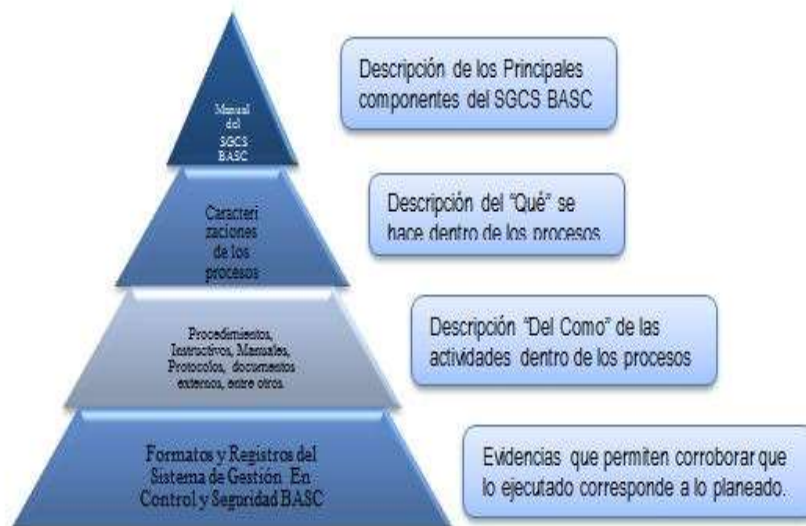 Manual
del
SGCS
BASC
Descripción de los Principales
componentes del SGCS BASC
Caracteri
zaciones
de los
procesos
Descripción del "Qué" se
hace dentro de los procesos
Procedimientos,
Instructivos, Manuales,
Protocolos, documentos
externos, entre otros
Descripción "Del Como" de las
actividades dentro de los procesos
Formatos y Registros del
Sistema de Gestión En
Control y Seguridad BASC
Evidencias que permiten corroborar que
lo ejecutado corresponde a lo planeado.